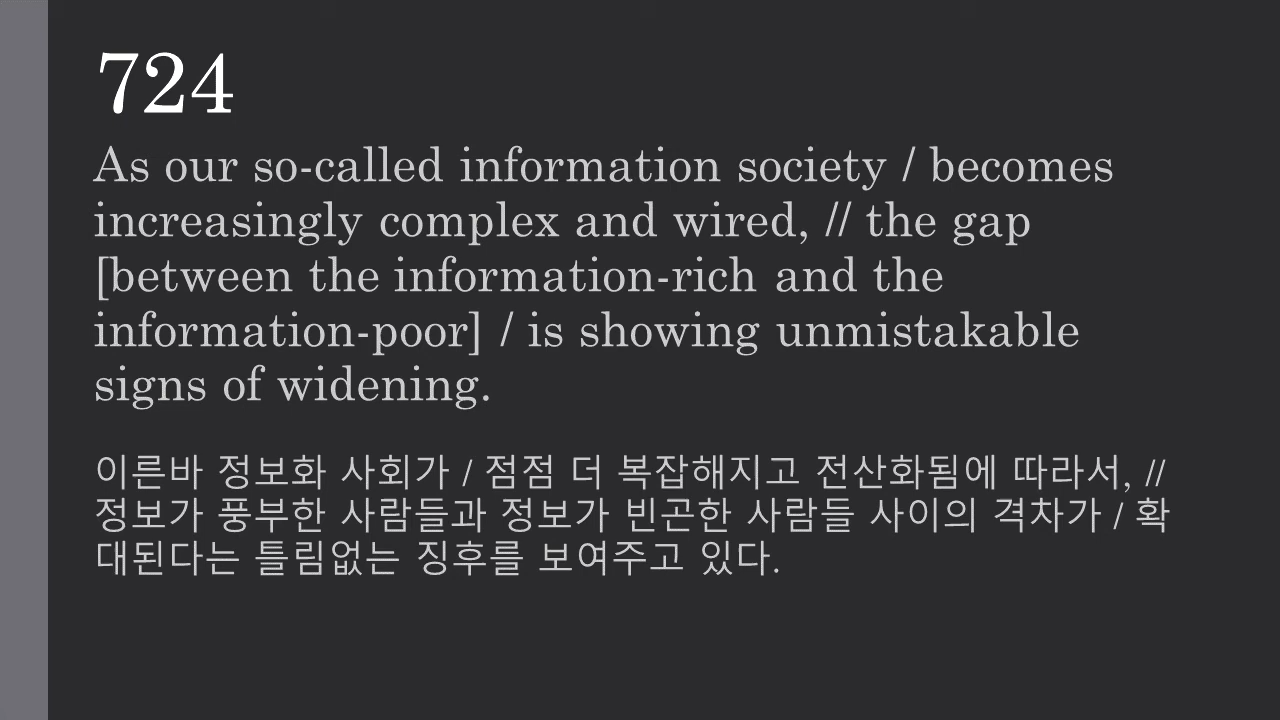 724
As our so-called information society / becomes
increasingly complex and wired, // the gap
[between the information-rich and the
information-poor] / is showing unmistakable
signs of widening.
이른바 정보화 사회가 / 점점 더 복잡해지고 전산화됨에 따라서, //
정보가 풍부한 사람들과 정보가 빈곤한 사람들 사이의 격차가 / 확
대된다는 틀림없는 징후를 보여주고 있다.